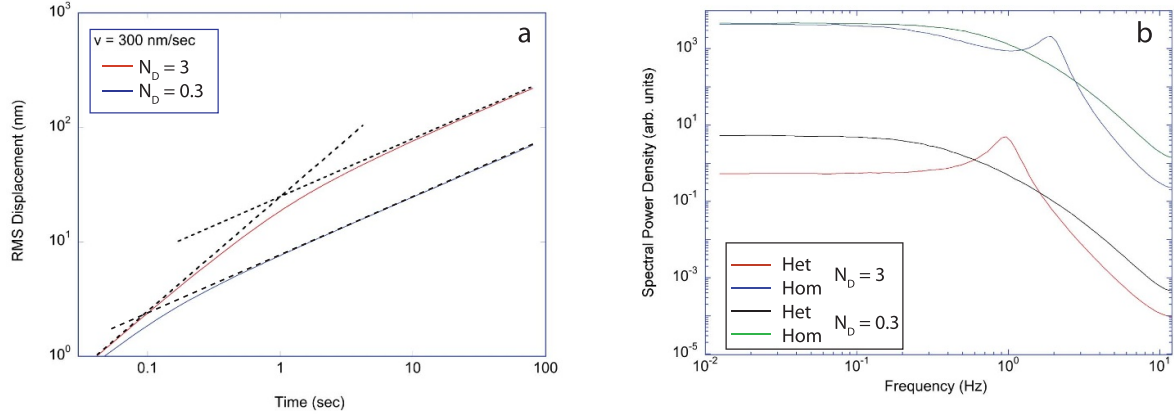 a
v = 300 nm/sec
N_D = 3
N_D = 0.3
RMS Displacement (nm)
10³
10²
10¹
10⁰
0.1
1
10
100
Time (sec)
b
Spectral Power Density (arb. units)
10³
10¹
10⁻¹
10⁻³
10⁻⁵
Het
Hom
N_D = 3
Het
Hom
N_D = 0.3
10⁻²
10⁻¹
10⁰
10¹
Frequency (Hz)